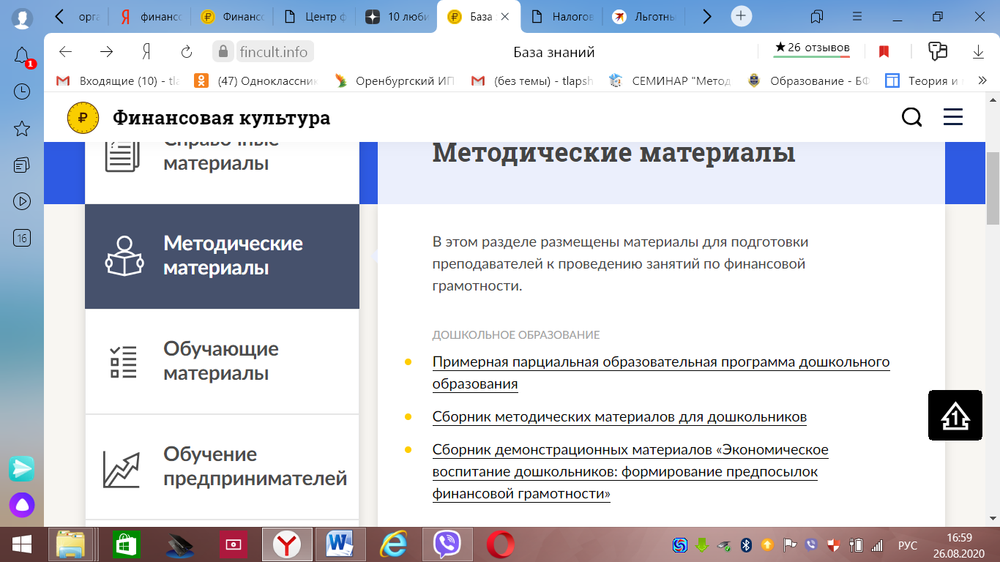 орга
финанс
Финанс
Центр ф
10 люби
База з
Налогов
Льготны
fincult.info
База знаний
★26 отзывов
Входящие (10) - tla
(47) Одноклассник
Оренбургский ИП
(без темы) - tlapsh
СЕМИНАР "Метод
Образование - БФ
Теория и
»
1
16
Финансовая культура
Справочные
материалы
Методические
материалы
Обучающие
материалы
Обучение
предпринимателей
Методические материалы
В этом разделе размещены материалы для подготовки
преподавателей к проведению занятий по финансовой
грамотности.
ДОШКОЛЬНОЕ ОБРАЗОВАНИЕ
Примерная парциальная образовательная программа дошкольного
образования
Сборник методических материалов для дошкольников
Сборник демонстрационных материалов «Экономическое
воспитание дошкольников: формирование предпосылок
финансовой грамотности»
1
РУС
16:59
26.08.2020